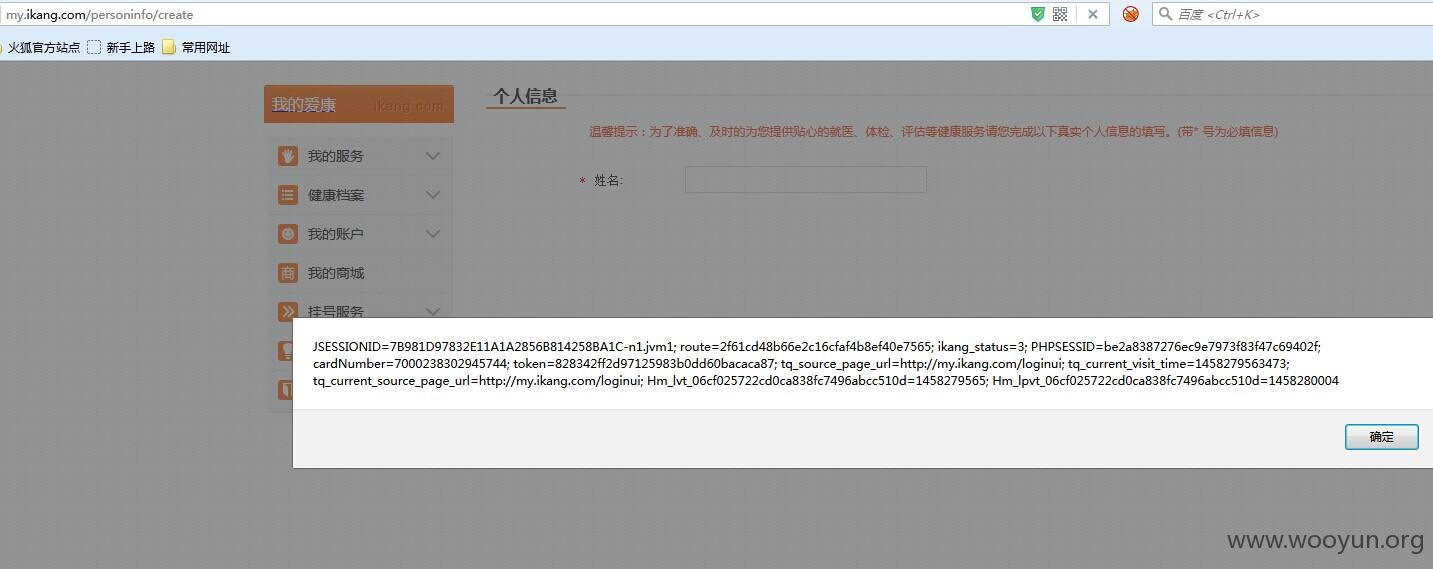 my.ikang.com/personinfo/create
百度 <Ctrl+K>
火狐官方站点 新手上路 常用网址
我的爱康 ikang.com
个人信息
温馨提示：为了准确、及时的为您提供贴心的就医、体检、评估等健康服务请您完成以下真实个人信息的填写。(带* 号为必填信息)
* 姓名:
我的服务
健康档案
我的账户
商 我的商城
挂号服务
JSESSIONID=7B981D97832E11A1A2856B814258BA1C-n1.jvm1; route=2f61cd48b66e2c16cfaf4b8ef40e7565; ikang_status=3; PHPSESSID=be2a8387276ec9e7973f83f47c69402f;
cardNumber=7000238302945744; token=828342ff2d97125983b0dd60bacaca87; tq_source_page_url=http://my.ikang.com/loginui; tq_current_visit_time=1458279563473;
tq_current_source_page_url=http://my.ikang.com/loginui; Hm_lvt_06cf025722cd0ca838fc7496abcc510d=1458279565; Hm_lpvt_06cf025722cd0ca838fc7496abcc510d=1458280004
确定
www.wooyun.org